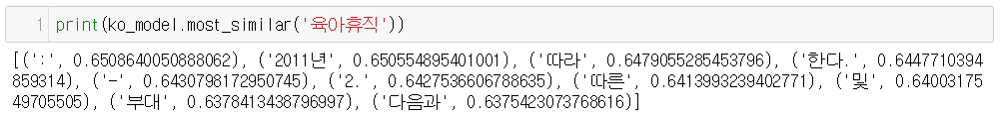 1 print(ko_model.most_similar('육아휴직'))
[(':', 0.6508640050888062), ('2011년', 0.650554895401001), ('따라', 0.6479055285453796), ('한다.', 0.6447710394
859314), ('-', 0.6430798172950745), ('2.', 0.6427536606788635), ('따른', 0.6413993239402771), ('및', 0.6400317
549705505), ('부대', 0.6378413438796997), ('다음과', 0.6375423073768616)]